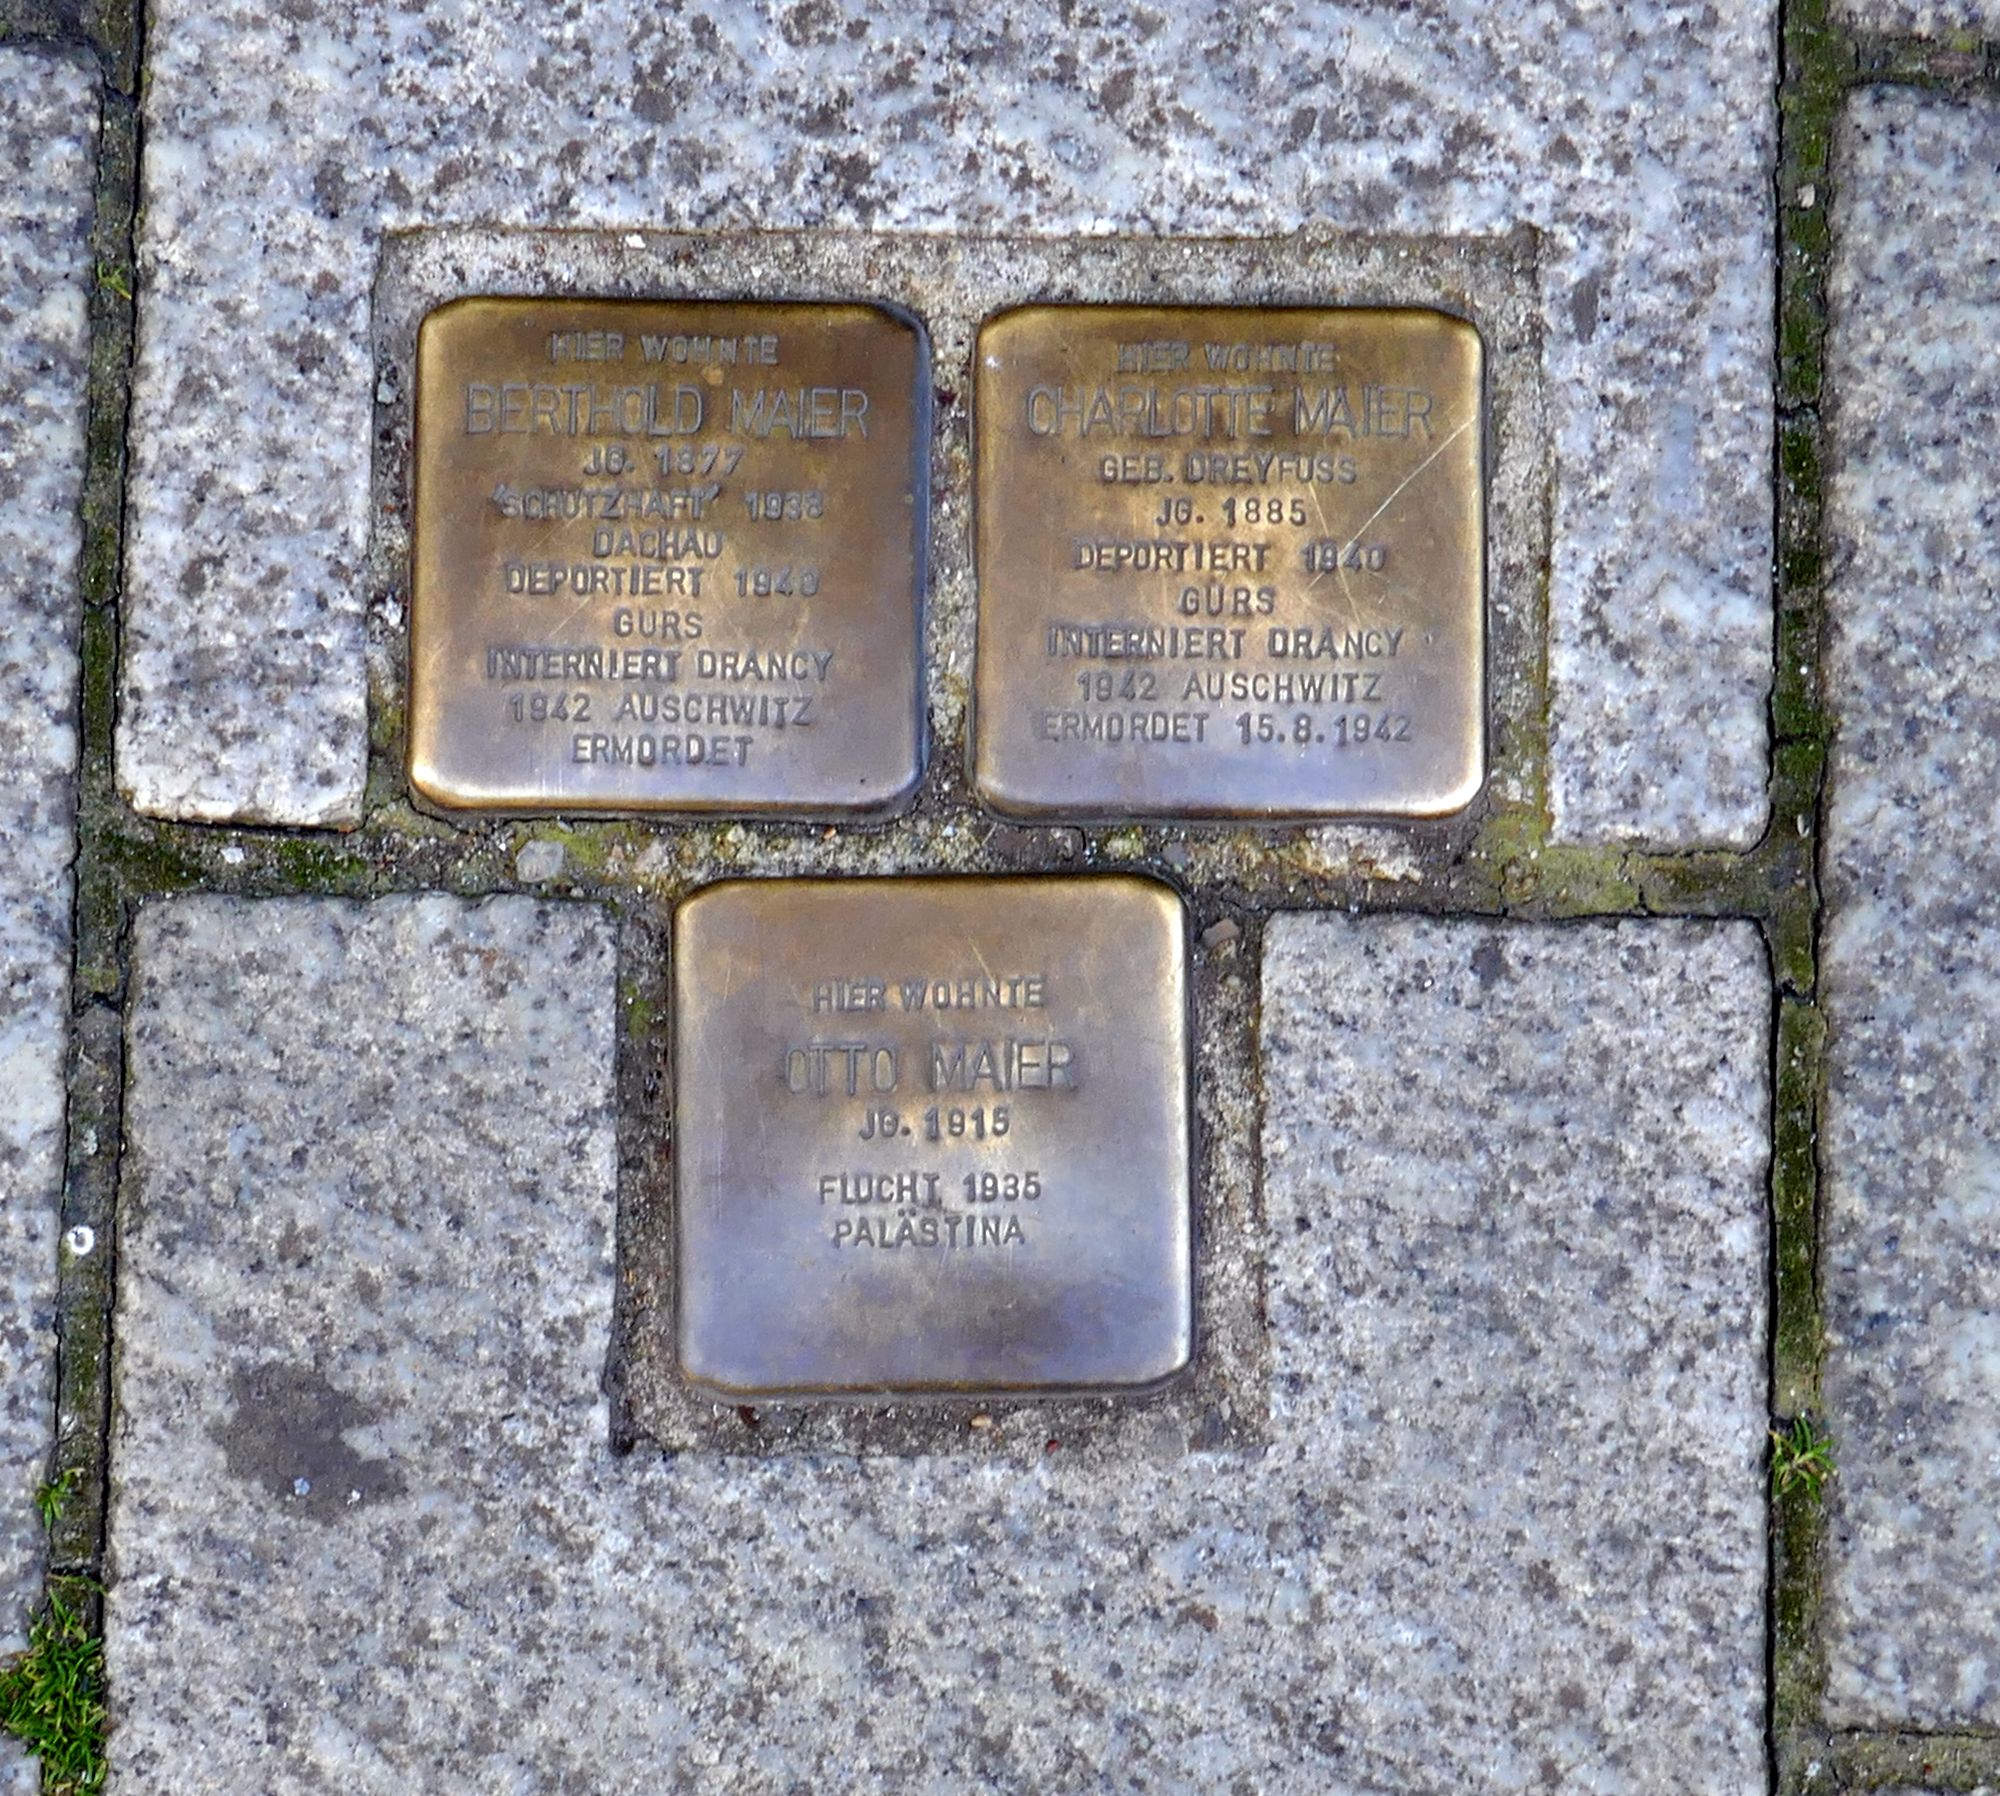 HIER WOHNTE
BERTHOLD MAIER
JG. 1877
"SCHUTZHAFT" 1938
DACHAU
DEPORTIERT 1940
GURS
INTERNIERT DRANCY
1942 AUSCHWITZ
ERMORDET
HIER WOHNTE
CHARLOTTE MAIER
GEB. DREYFUSS
JG. 1885
DEPORTIERT 1940
GURS
INTERNIERT DRANCY
1942 AUSCHWITZ
ERMORDET 15.8.1942
HIER WOHNTE
OTTO MAIER
JG. 1915
FLUCHT 1935
PALÄSTINA